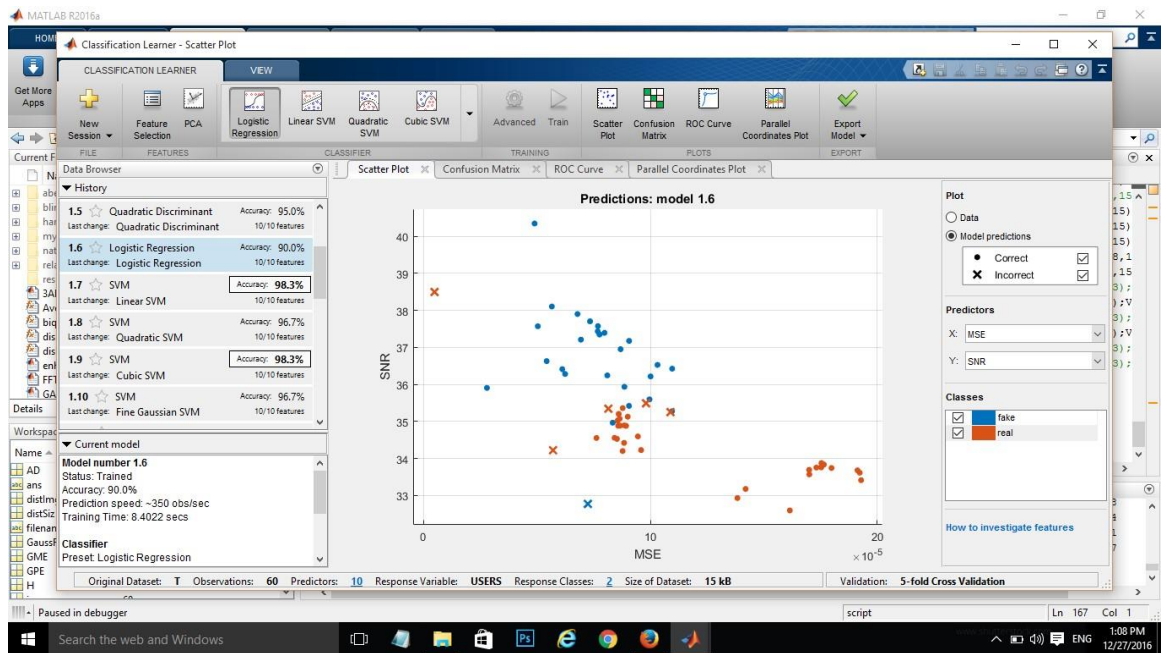 MATLAB R2016a
HOM
Classification Learner - Scatter Plot
CLASSIFICATION LEARNER VIEW
Get More Apps
New Session
Feature Selection
PCA
Logistic Regression
Linear SVM
Quadratic SVM
Cubic SVM
Advanced
Train
Scatter Plot
Confusion Matrix
ROC Curve
Parallel Coordinates Plot
Export Model
FILE FEATURES CLASSIFIER TRAINING PLOTS EXPORT
Current F
Data Browser
Scatter Plot Confusion Matrix ROC Curve Parallel Coordinates Plot
History
1.5 Quadratic Discriminant Accuracy: 95.0%
Last change: Quadratic Discriminant 10/10 features
1.6 Logistic Regression Accuracy: 90.0%
Last change: Logistic Regression 10/10 features
1.7 SVM Accuracy: 98.3%
Last change: Linear SVM 10/10 features
1.8 SVM Accuracy: 96.7%
Last change: Quadratic SVM 10/10 features
1.9 SVM Accuracy: 98.3%
Last change: Cubic SVM 10/10 features
1.10 SVM Accuracy: 96.7%
Last change: Fine Gaussian SVM 10/10 features
Current model
Model number 1.6
Status: Trained
Accuracy: 90.0%
Prediction speed: ~350 obs/sec
Training Time: 8.4022 secs
Classifier
Preset: Logistic Regression
Predictions: model 1.6
40
39
38
37
36
35
34
33
SNR
0 10 20
MSE
× 10-5
Plot
Data
Model predictions
Correct
Incorrect
Predictors
X: MSE
Y: SNR
Classes
fake
real
How to investigate features
Details
Workspac
Name
AD
ans
distIm
distSiz
filenan
GaussF
GME
GPE
H
Original Dataset: T Observations: 60 Predictors: 10 Response Variable: USERS Response Classes: 2 Size of Dataset: 15 kB Validation: 5-fold Cross Validation
Paused in debugger script Ln 167 Col 1
Search the web and Windows
ENG
1:08 PM
12/27/2016